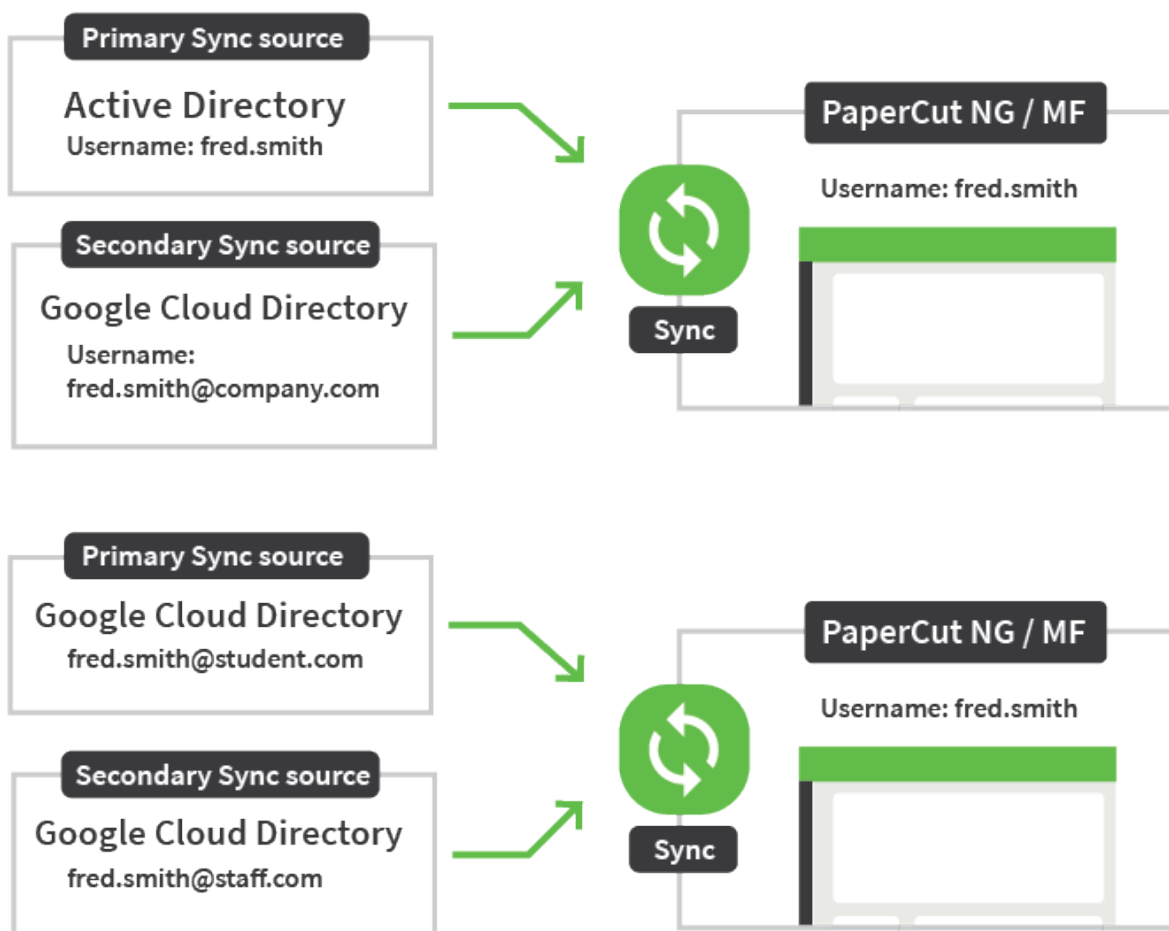 Primary Sync source
Active Directory
Username: fred.smith
Secondary Sync source
Google Cloud Directory
Username:
fred.smith@company.com
Sync
PaperCut NG / MF
Username: fred.smith
Primary Sync source
Google Cloud Directory
fred.smith@student.com
Secondary Sync source
Google Cloud Directory
fred.smith@staff.com
Sync
PaperCut NG / MF
Username: fred.smith